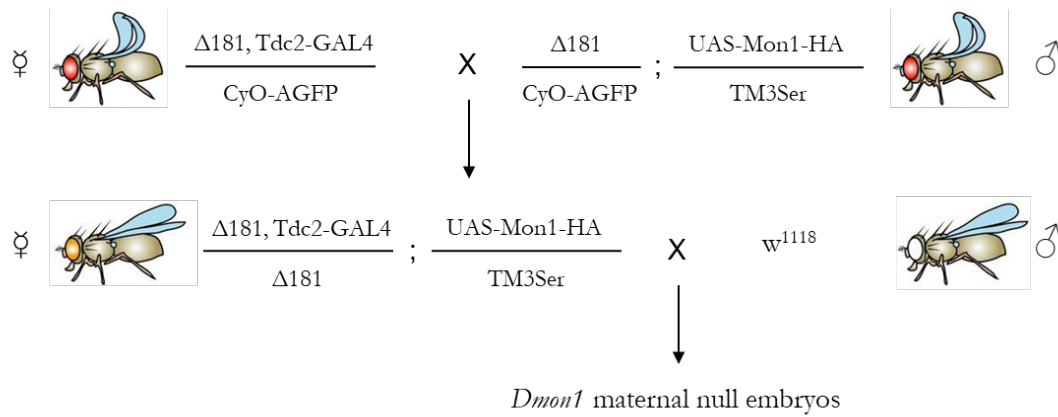 ☿ Δ181, Tdc2-GAL4 X Δ181 ; UAS-Mon1-HA ♂
CyO-AGFP CyO-AGFP TM3Ser
☿ Δ181, Tdc2-GAL4 ; UAS-Mon1-HA X w1118 ♂
Δ181 TM3Ser
Dmon1 maternal null embryos